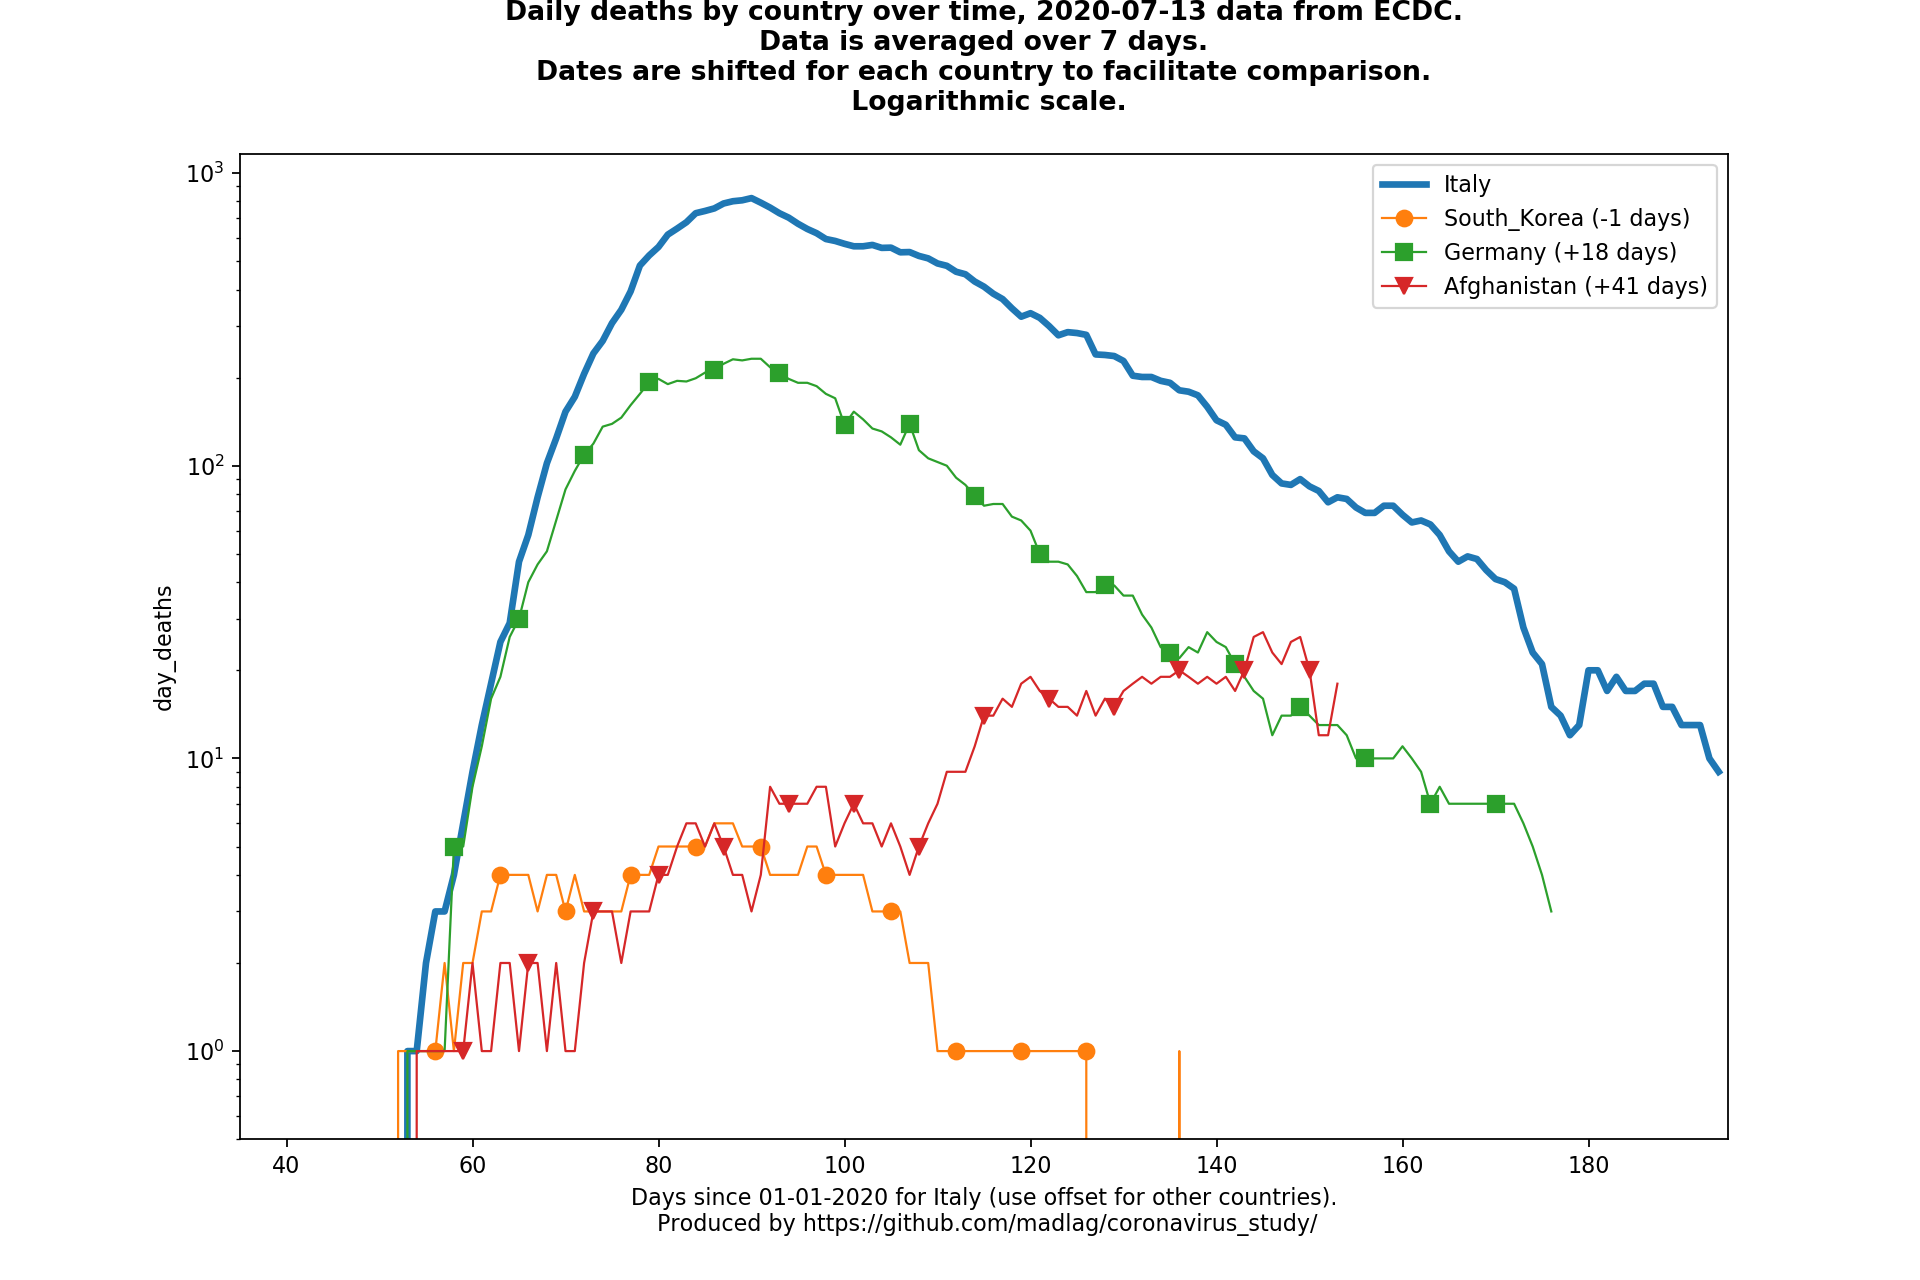 Daily deaths by country over time, 2020-07-13 data from ECDC.
Data is averaged over 7 days.
Dates are shifted for each country to facilitate comparison.
Logarithmic scale.
10³
10²
10¹
10⁰
day_deaths
Italy
South_Korea (-1 days)
Germany (+18 days)
Afghanistan (+41 days)
40 60 80 100 120 140 160 180
Days since 01-01-2020 for Italy (use offset for other countries).
Produced by https://github.com/madlag/coronavirus_study/